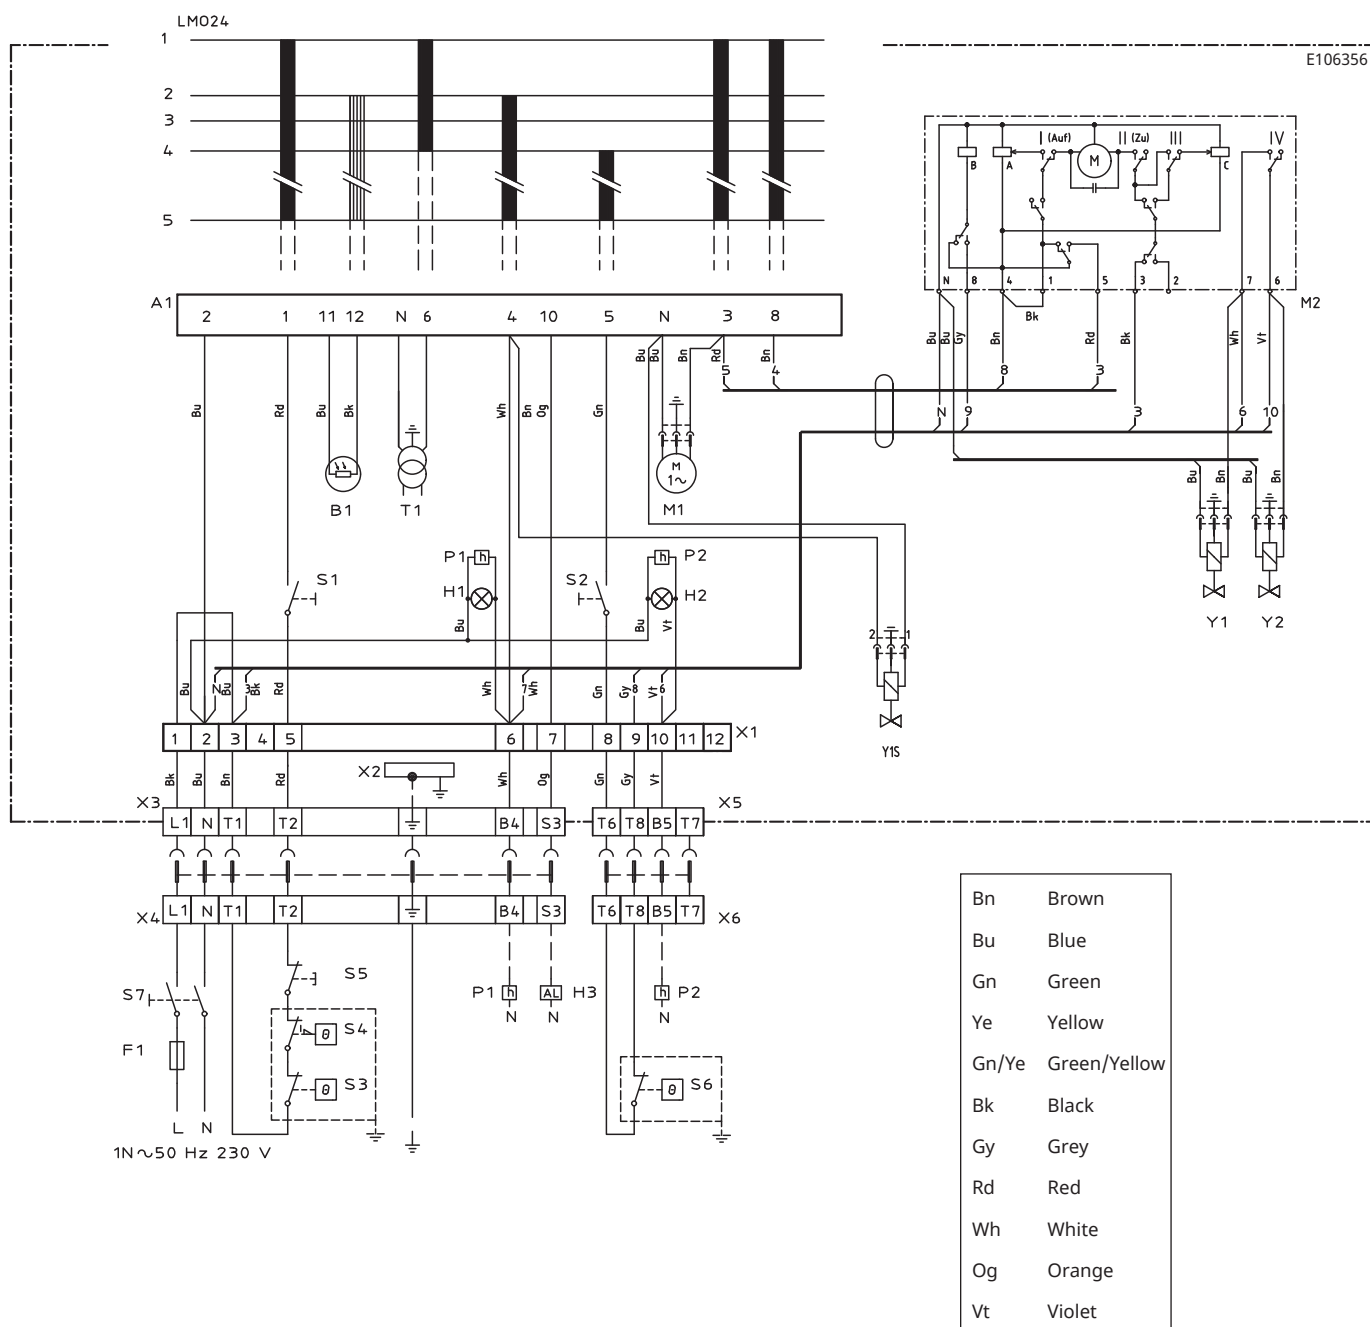 LMO24
1
E106356
2
3
4
5
I (Auf) II (Zu) III IV
B A M C
N 8 4 1 5 3 2 7 6
M2
Bk
A1
2 1 11 12 N 6 4 10 5 N 3 8
Bu Bu Gy Bn Rd Bk Wh Vt
Bu Bu Bn Rd Bn
5 4 8 3
Bu Rd Bu Bk Wh Bn Og Gn
N 9 3 6 10
M
1~
B1 T1 M1
Bu Bn Bu Bn
P1 h h P2
S1 H1 S2 H2
Bu Bu Vt
Y1 Y2
2 1
Bu N Bu 3 Bk Rd Wh 7 Wh Gn Gy 8 Vt 6
1 2 3 4 5 6 7 8 9 10 11 12 X1
Y1S
Bk Bu Bn Rd X2 Wh Og Gn Gy Vt
X3 X5
L1 N T1 T2 B4 S3 T6 T8 B5 T7
X4 L1 N T1 T2 B4 S3 T6 T8 B5 T7 X6
S5
S7 P1 h AL H3 h P2
N N N
S4 θ
F1
S3 θ S6 θ
L N
1N~50 Hz 230 V
Bn Brown
Bu Blue
Gn Green
Ye Yellow
Gn/Ye Green/Yellow
Bk Black
Gy Grey
Rd Red
Wh White
Og Orange
Vt Violet